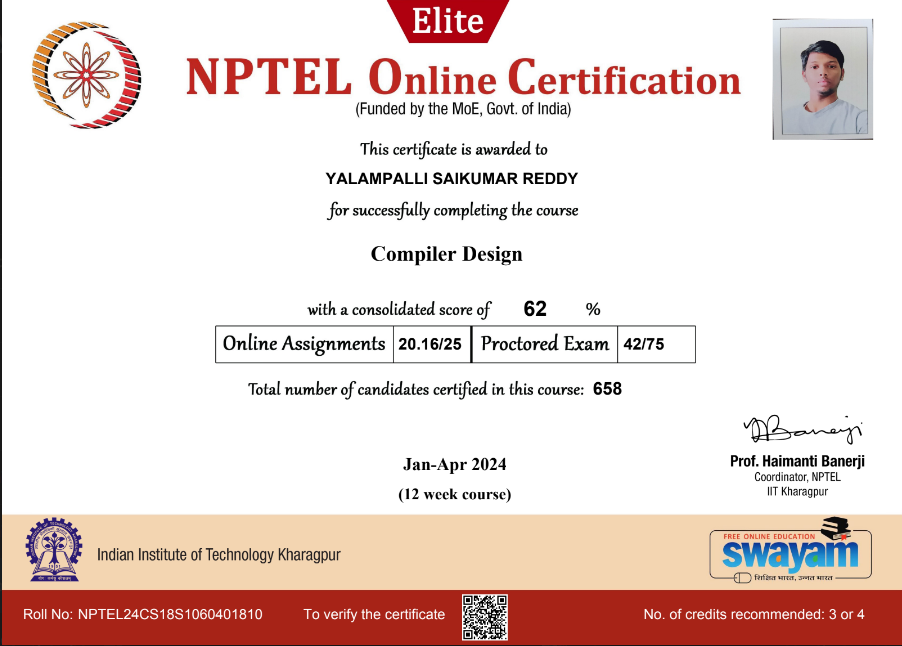 Elite
NPTEL Online Certification
(Funded by the MoE, Govt. of India)
This certificate is awarded to
YALAMPALLI SAIKUMAR REDDY
for successfully completing the course
Compiler Design
with a consolidated score of 62 %
Online Assignments 20.16/25 Proctored Exam 42/75
Total number of candidates certified in this course: 658
Jan-Apr 2024
(12 week course)
Prof. Haimanti Banerji
Coordinator, NPTEL
IIT Kharagpur
Indian Institute of Technology Kharagpur
FREE ONLINE EDUCATION
swayam
शिक्षित भारत, उन्नत भारत
Roll No: NPTEL24CS18S1060401810 To verify the certificate No. of credits recommended: 3 or 4